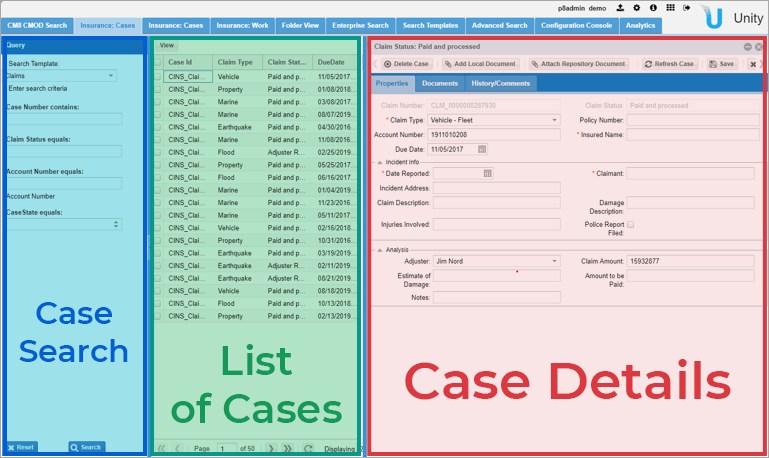 p8admin demo
Unity
CM8 CMOD Search Insurance: Cases Insurance: Cases Insurance: Work Folder View Enterprise Search Search Templates Advanced Search Configuration Console Analytics
Query
Search Template:
Claims
Enter search criteria
Case Number contains:
Claim Status equals:
Account Number equals:
Account Number
CaseState equals:
Case
Search
Reset Search
View
Case Id Claim Type Claim Stat... DueDate
CINS_Clai... Vehicle Paid and p... 11/05/2017...
CINS_Clai... Property Paid and p... 01/08/2018...
CINS_Clai... Marine Paid and p... 03/08/2017...
CINS_Clai... Marine Paid and p... 08/07/2019...
CINS_Clai... Earthquake Paid and p... 04/30/2016...
CINS_Clai... Marine Paid and p... 11/08/2016...
CINS_Clai... Flood Adjuster R... 02/25/2019...
CINS_Clai... Property Paid and p... 05/25/2017...
CINS_Clai... Flood Paid and p... 06/16/2017...
CINS_Clai... Marine Paid and p... 01/04/2019...
CINS_Clai... Marine Paid and p... 11/23/2016...
CINS_Clai... Marine Paid and p... 05/11/2017...
CINS_Clai... Vehicle Paid and p... 02/16/2018...
CINS_Clai... Property Paid and p... 10/31/2016...
CINS_Clai... Earthquake Paid and p... 03/19/2019...
CINS_Clai... Earthquake Adjuster R... 02/11/2019...
CINS_Clai... Earthquake Adjuster R... 08/21/2019...
CINS_Clai... Vehicle Paid and p... 08/18/2019...
CINS_Clai... Flood Paid and p... 10/13/2018...
CINS_Clai... Property Paid and p... 02/13/2019...
List
of Cases
Page 1 of 50 Displaying
Claim Status: Paid and processed
Delete Case Add Local Document Attach Repository Document Refresh Case Save
Properties Documents History/Comments
Claim Number: CLM_00000000287930 Claim Status: Paid and processed
* Claim Type: Vehicle - Fleet Policy Number:
Account Number: 1911010208 * Insured Name:
Due Date: 11/05/2017
Incident Info
* Date Reported: * Claimant:
Incident Address:
Claim Description: Damage
Description:
Injuries Involved: Police Report
Filed:
Analysis
Adjuster: Jim Nord Claim Amount: 15932877
Estimate of
Damage: Amount to be
Paid:
Notes:
Case Details